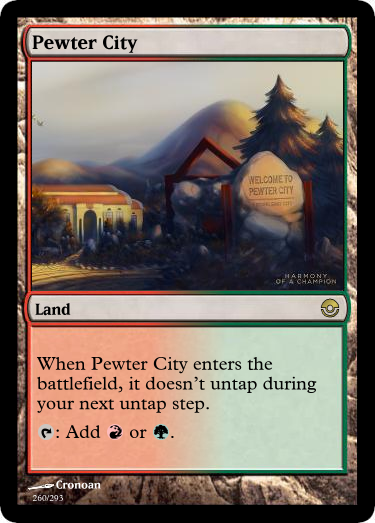 Pewter City
WELCOME TO
PEWTER CITY
HARMONY
OF A CHAMPION
Land
When Pewter City enters the
battlefield, it doesn't untap during
your next untap step.
: Add or .
Cronoan
260/293